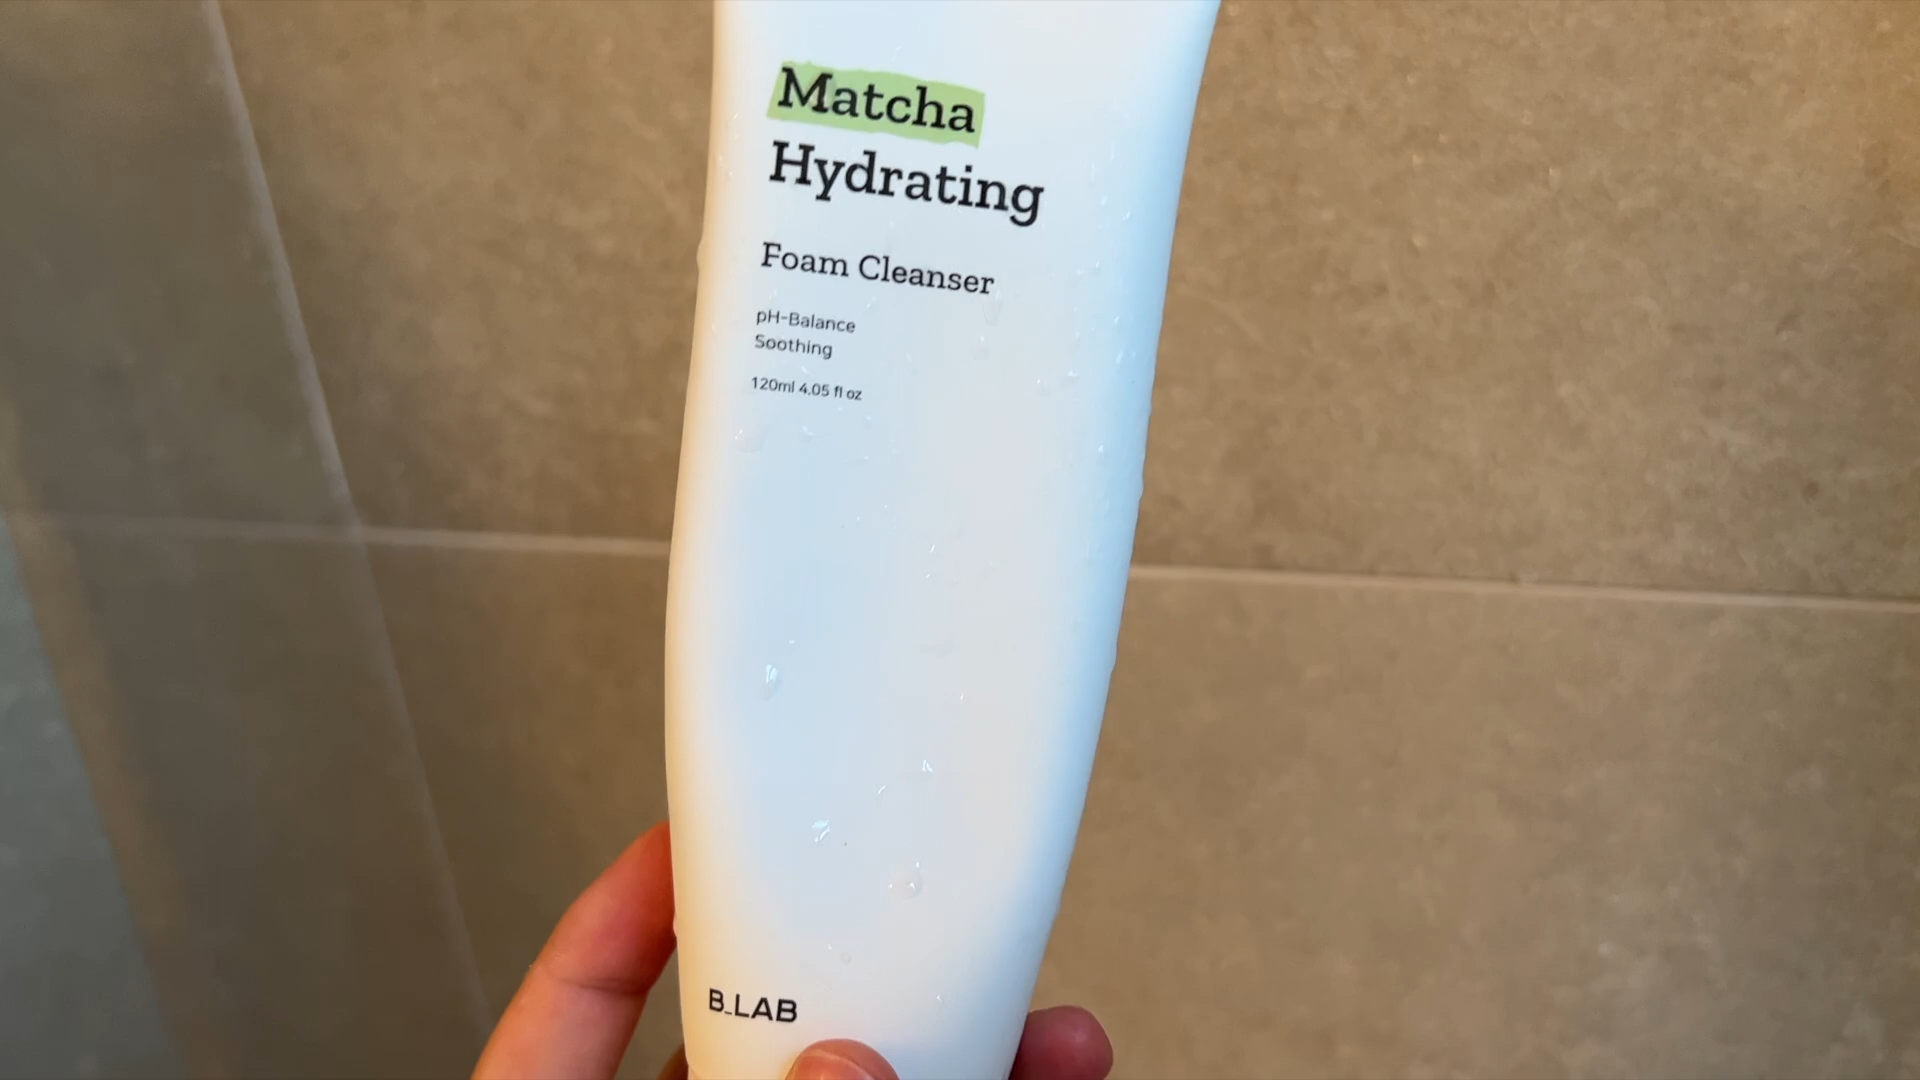 Matcha
Hydrating
Foam Cleanser
pH-Balance
Soothing
120ml 4.05 fl oz
B_LAB